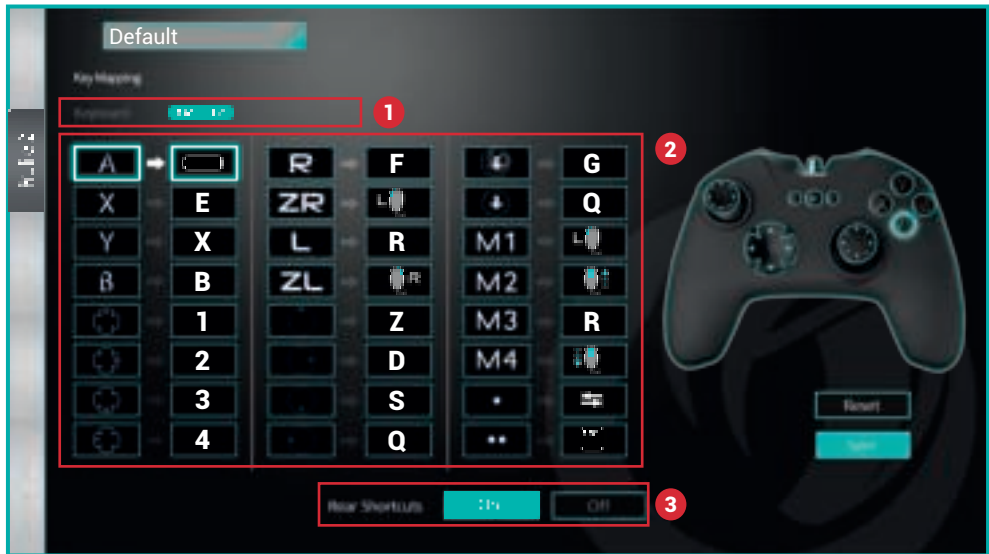 Default
Key Mapping
1
2
A R F G
X E ZR Q
Y X L R M1
B B ZL M2
1 Z M3 R
2 D M4
3 S
4 Q
Reset
Rear Shortcuts Off 3